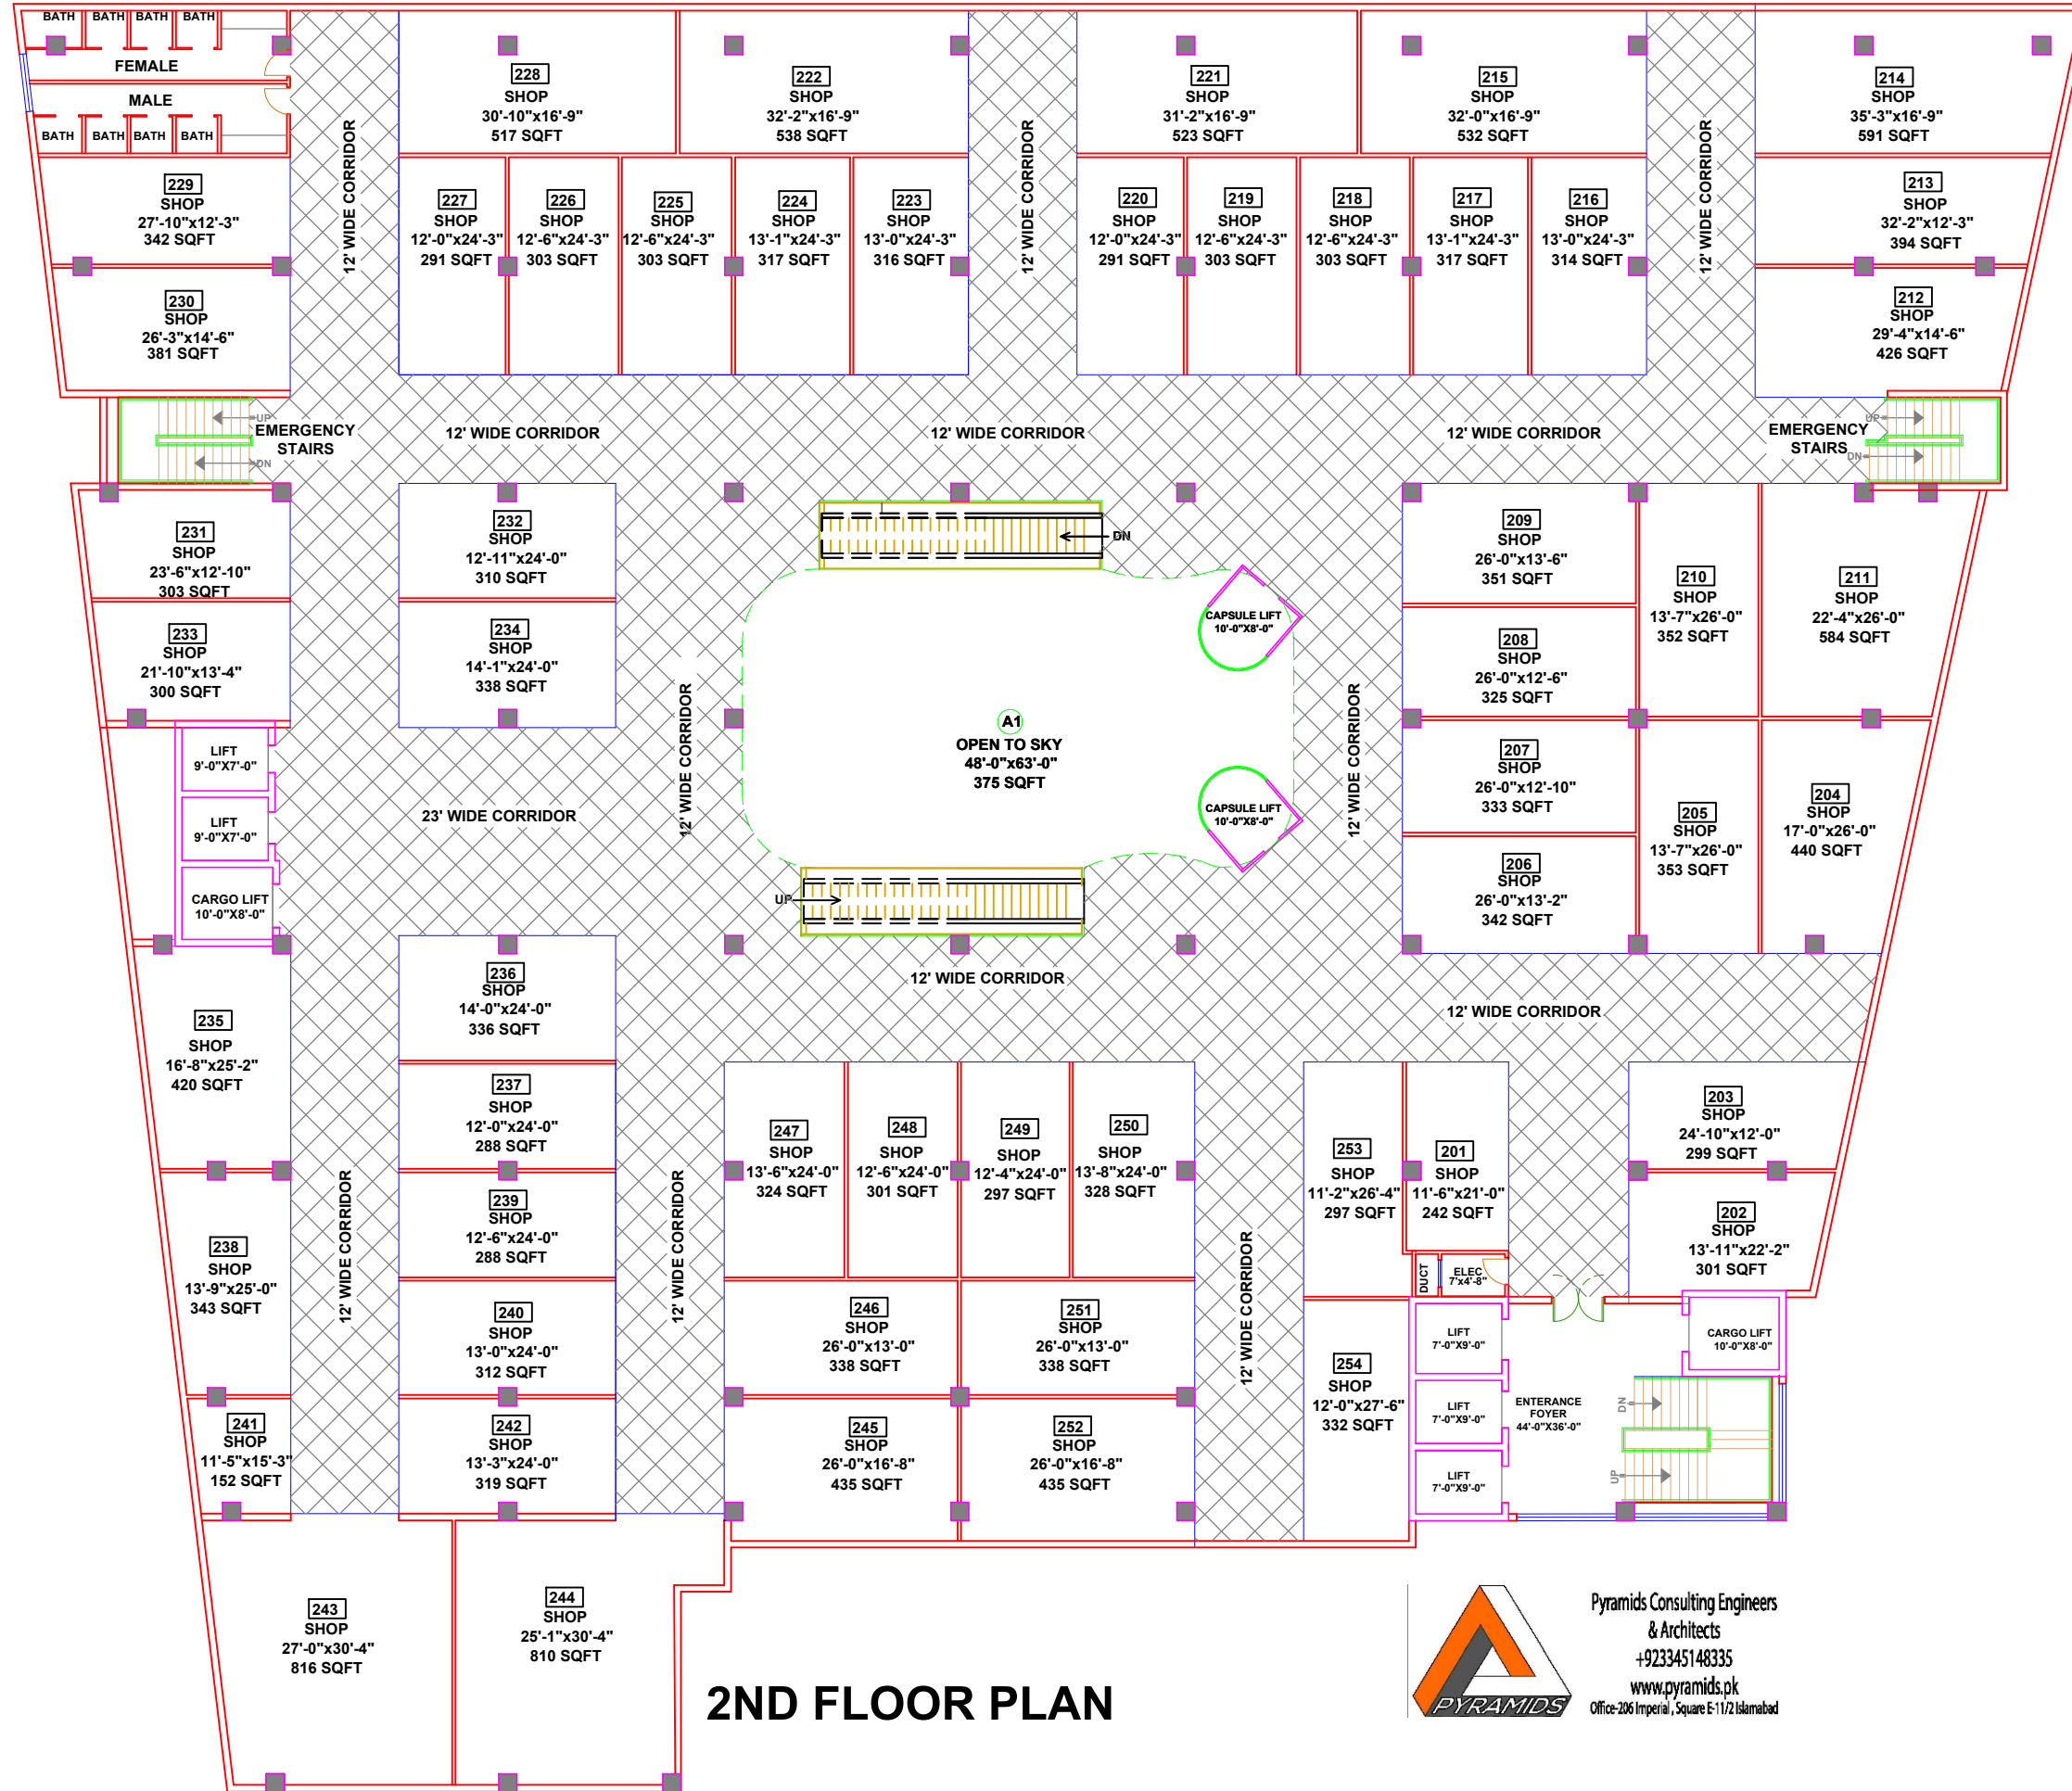 BATH BATH BATH BATH
FEMALE
MALE
BATH BATH BATH BATH
12' WIDE CORRIDOR
228
SHOP
30'-10"x16'-9"
517 SQFT
222
SHOP
32'-2"x16'-9"
538 SQFT
12' WIDE CORRIDOR
221
SHOP
31'-2"x16'-9"
523 SQFT
215
SHOP
32'-0"x16'-9"
532 SQFT
12' WIDE CORRIDOR
214
SHOP
35'-3"x16'-9"
591 SQFT
229
SHOP
27'-10"x12'-3"
342 SQFT
227
SHOP
12'-0"x24'-3"
291 SQFT
226
SHOP
12'-6"x24'-3"
303 SQFT
225
SHOP
12'-6"x24'-3"
303 SQFT
224
SHOP
13'-1"x24'-3"
317 SQFT
223
SHOP
13'-0"x24'-3"
316 SQFT
220
SHOP
12'-0"x24'-3"
291 SQFT
219
SHOP
12'-6"x24'-3"
303 SQFT
218
SHOP
12'-6"x24'-3"
303 SQFT
217
SHOP
13'-1"x24'-3"
317 SQFT
216
SHOP
13'-0"x24'-3"
314 SQFT
213
SHOP
32'-2"x12'-3"
394 SQFT
230
SHOP
26'-3"x14'-6"
381 SQFT
212
SHOP
29'-4"x14'-6"
426 SQFT
UP
EMERGENCY
STAIRS
DN
12' WIDE CORRIDOR
12' WIDE CORRIDOR
12' WIDE CORRIDOR
UP
EMERGENCY
STAIRS
DN
231
SHOP
23'-6"x12'-10"
303 SQFT
232
SHOP
12'-11"x24'-0"
310 SQFT
DN
209
SHOP
26'-0"x13'-6"
351 SQFT
210
SHOP
13'-7"x26'-0"
352 SQFT
211
SHOP
22'-4"x26'-0"
584 SQFT
233
SHOP
21'-10"x13'-4"
300 SQFT
234
SHOP
14'-1"x24'-0"
338 SQFT
CAPSULE LIFT
10'-0"X8'-0"
208
SHOP
26'-0"x12'-6"
325 SQFT
12' WIDE CORRIDOR
A1
OPEN TO SKY
48'-0"x63'-0"
375 SQFT
12' WIDE CORRIDOR
LIFT
9'-0"X7'-0"
LIFT
9'-0"X7'-0"
23' WIDE CORRIDOR
CAPSULE LIFT
10'-0"X8'-0"
207
SHOP
26'-0"x12'-10"
333 SQFT
205
SHOP
13'-7"x26'-0"
353 SQFT
204
SHOP
17'-0"x26'-0"
440 SQFT
CARGO LIFT
10'-0"X8'-0"
UP
206
SHOP
26'-0"x13'-2"
342 SQFT
236
SHOP
14'-0"x24'-0"
336 SQFT
12' WIDE CORRIDOR
12' WIDE CORRIDOR
235
SHOP
16'-8"x25'-2"
420 SQFT
237
SHOP
12'-0"x24'-0"
288 SQFT
247
SHOP
13'-6"x24'-0"
324 SQFT
248
SHOP
12'-6"x24'-0"
301 SQFT
249
SHOP
12'-4"x24'-0"
297 SQFT
250
SHOP
13'-8"x24'-0"
328 SQFT
253
SHOP
11'-2"x26'-4"
297 SQFT
201
SHOP
11'-6"x21'-0"
242 SQFT
203
SHOP
24'-10"x12'-0"
299 SQFT
12' WIDE CORRIDOR
239
SHOP
12'-6"x24'-0"
288 SQFT
12' WIDE CORRIDOR
12' WIDE CORRIDOR
202
SHOP
13'-11"x22'-2"
301 SQFT
238
SHOP
13'-9"x25'-0"
343 SQFT
DUCT
ELEC
7'x4'-8"
240
SHOP
13'-0"x24'-0"
312 SQFT
246
SHOP
26'-0"x13'-0"
338 SQFT
251
SHOP
26'-0"x13'-0"
338 SQFT
254
SHOP
12'-0"x27'-6"
332 SQFT
LIFT
7'-0"X9'-0"
CARGO LIFT
10'-0"X8'-0"
LIFT
7'-0"X9'-0"
ENTERANCE
FOYER
44'-0"X36'-0"
DN
UP
LIFT
7'-0"X9'-0"
241
SHOP
11'-5"x15'-3"
152 SQFT
242
SHOP
13'-3"x24'-0"
319 SQFT
245
SHOP
26'-0"x16'-8"
435 SQFT
252
SHOP
26'-0"x16'-8"
435 SQFT
243
SHOP
27'-0"x30'-4"
816 SQFT
244
SHOP
25'-1"x30'-4"
810 SQFT
2ND FLOOR PLAN
PYRAMIDS
Pyramids Consulting Engineers
& Architects
+923345148335
www.pyramids.pk
Office-206 Imperial , Square E-11/2 Islamabad